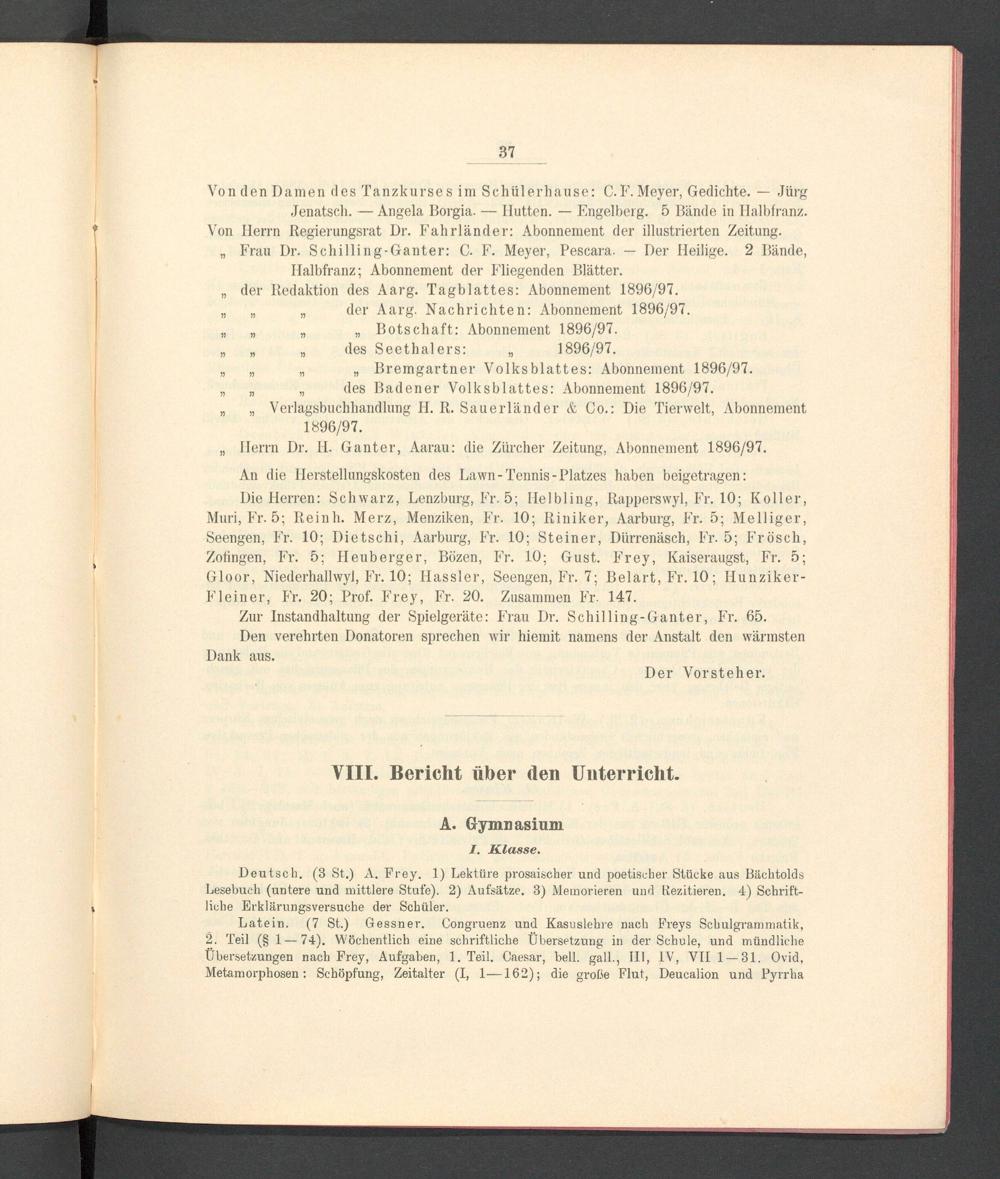 37
Von den Damen des Tanzkurses im Schülerhause: C. F. Meyer, Gedichte. — Jürg
Jenatsch. — Angela Borgia. — Hutten. — Engelberg. 5 Bände in Halbfranz.
Von Herrn Regierungsrat Dr. Fahrländer: Abonnement der illustrierten Zeitung.
„ Frau Dr. Schilling-Ganter: C. F. Meyer, Pescara. — Der Heilige. 2 Bände,
Halbfranz; Abonnement der Fliegenden Blätter.
„ der Redaktion des Aarg. Tagblattes: Abonnement 1896/97.
„ „ „ der Aarg. Nachrichten: Abonnement 1896/97.
„ „ „ „ Botschaft: Abonnement 1896/97.
„ „ „ des Seethalers: „ 1896/97.
„ „ „ „ Bremgartner Volksblattes: Abonnement 1896/97.
„ „ „ des Badener Volksblattes: Abonnement 1896/97.
„ „ Verlagsbuchhandlung H. R. Sauerländer & Co.: Die Tierwelt, Abonnement
1896/97.
„ Herrn Dr. H. Ganter, Aarau: die Zürcher Zeitung, Abonnement 1896/97.
An die Herstellungskosten des Lawn-Tennis-Platzes haben beigetragen:
Die Herren: Schwarz, Lenzburg, Fr. 5; Helbling, Rapperswyl, Fr. 10; Koller,
Muri, Fr. 5; Reinh. Merz, Menziken, Fr. 10; Riniker, Aarburg, Fr. 5; Melliger,
Seengen, Fr. 10; Dietschi, Aarburg, Fr. 10; Steiner, Dürrenäsch, Fr. 5; Frösch,
Zofingen, Fr. 5; Heuberger, Bözen, Fr. 10; Gust. Frey, Kaiseraugst, Fr. 5;
Gloor, Niederhallwyl, Fr. 10; Hassler, Seengen, Fr. 7; Belart, Fr. 10; Hunziker-
Fleiner, Fr. 20; Prof. Frey, Fr. 20. Zusammen Fr. 147.
Zur Instandhaltung der Spielgeräte: Frau Dr. Schilling-Ganter, Fr. 65.
Den verehrten Donatoren sprechen wir hiemit namens der Anstalt den wärmsten
Dank aus.
Der Vorsteher.
VIII. Bericht über den Unterricht.
A. Gymnasium
I. Klasse.
Deutsch. (3 St.) A. Frey. 1) Lektüre prosaischer und poetischer Stücke aus Bächtolds
Lesebuch (untere und mittlere Stufe). 2) Aufsätze. 3) Memorieren und Rezitieren. 4) Schrift-
liche Erklärungsversuche der Schüler.
Latein. (7 St.) Gessner. Congruenz und Kasuslehre nach Freys Schulgrammatik,
2. Teil (§ 1—74). Wöchentlich eine schriftliche Übersetzung in der Schule, und mündliche
Übersetzungen nach Frey, Aufgaben, 1. Teil. Caesar, bell. gall., III, IV, VII 1—31. Ovid,
Metamorphosen: Schöpfung, Zeitalter (I, 1—162); die große Flut, Deucalion und Pyrrha